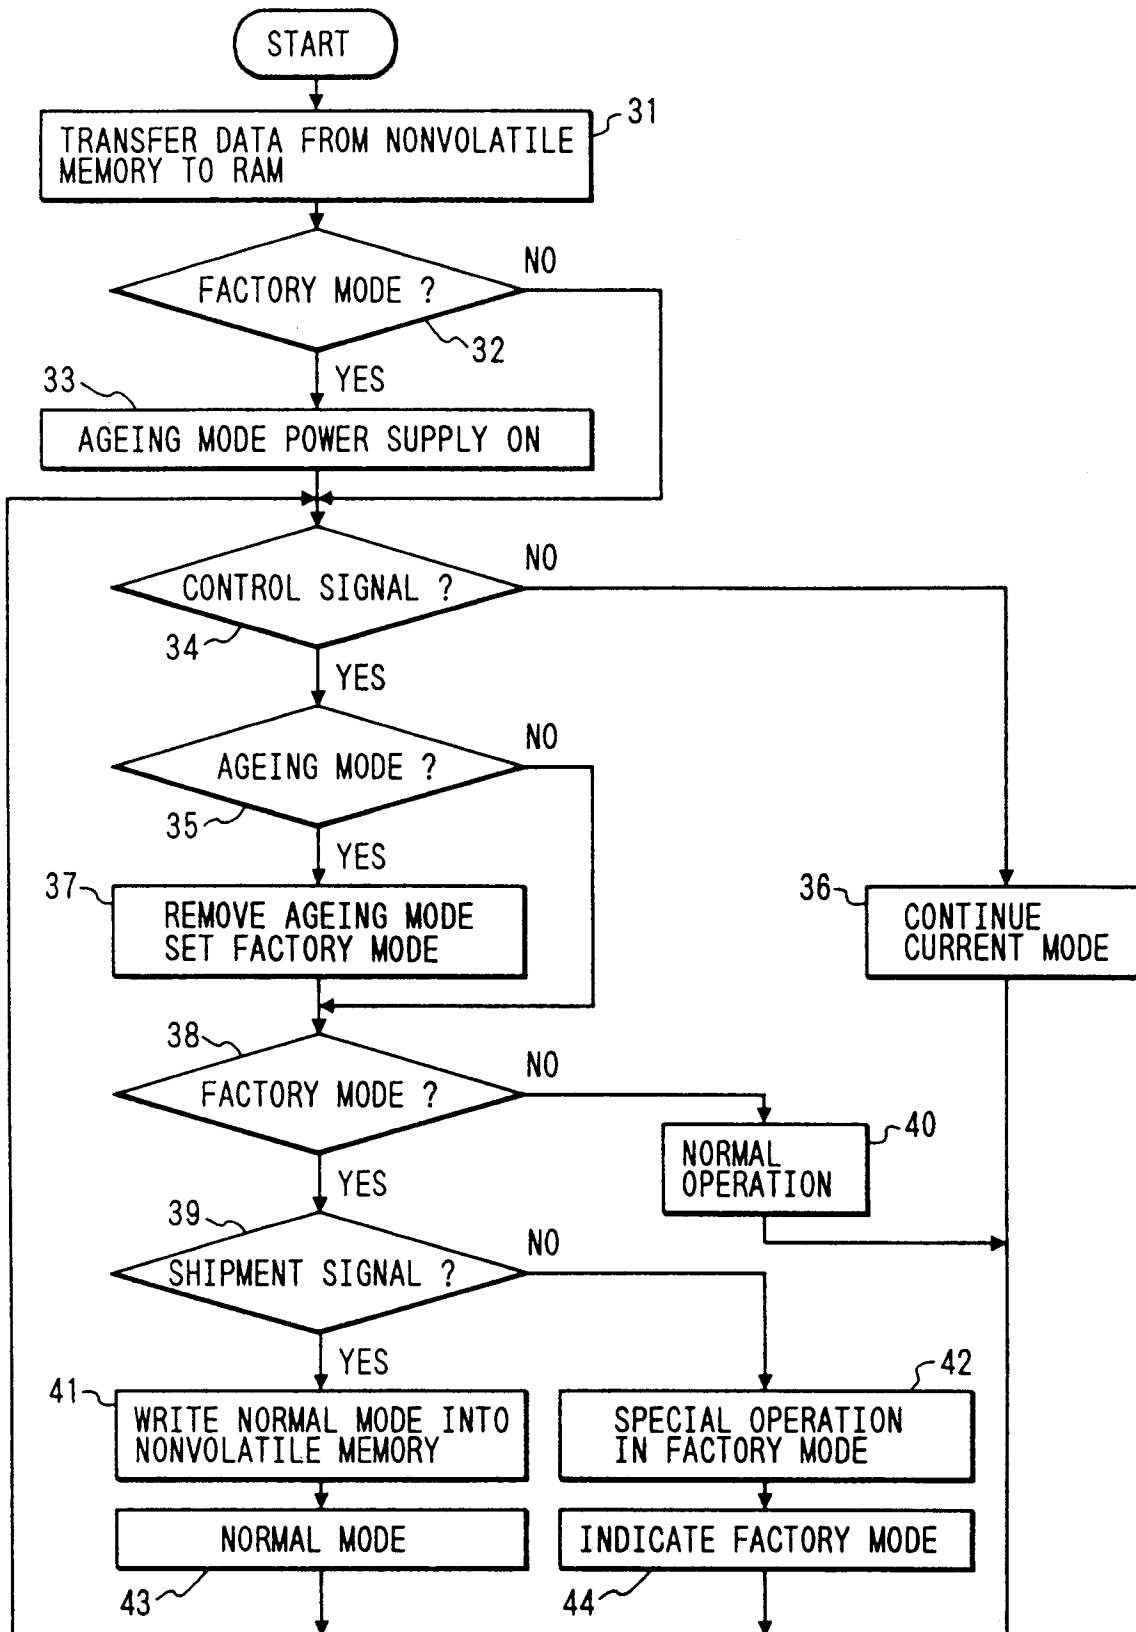 START
31
TRANSFER DATA FROM NONVOLATILE
MEMORY TO RAM
NO
FACTORY MODE ?
32
YES
33
AGEING MODE POWER SUPPLY ON
NO
CONTROL SIGNAL ?
34
YES
NO
AGEING MODE ?
35
YES
37
REMOVE AGEING MODE
SET FACTORY MODE
36
CONTINUE
CURRENT MODE
38
NO
FACTORY MODE ?
40
NORMAL
OPERATION
YES
39
NO
SHIPMENT SIGNAL ?
YES
41
WRITE NORMAL MODE INTO
NONVOLATILE MEMORY
42
SPECIAL OPERATION
IN FACTORY MODE
NORMAL MODE
43
INDICATE FACTORY MODE
44